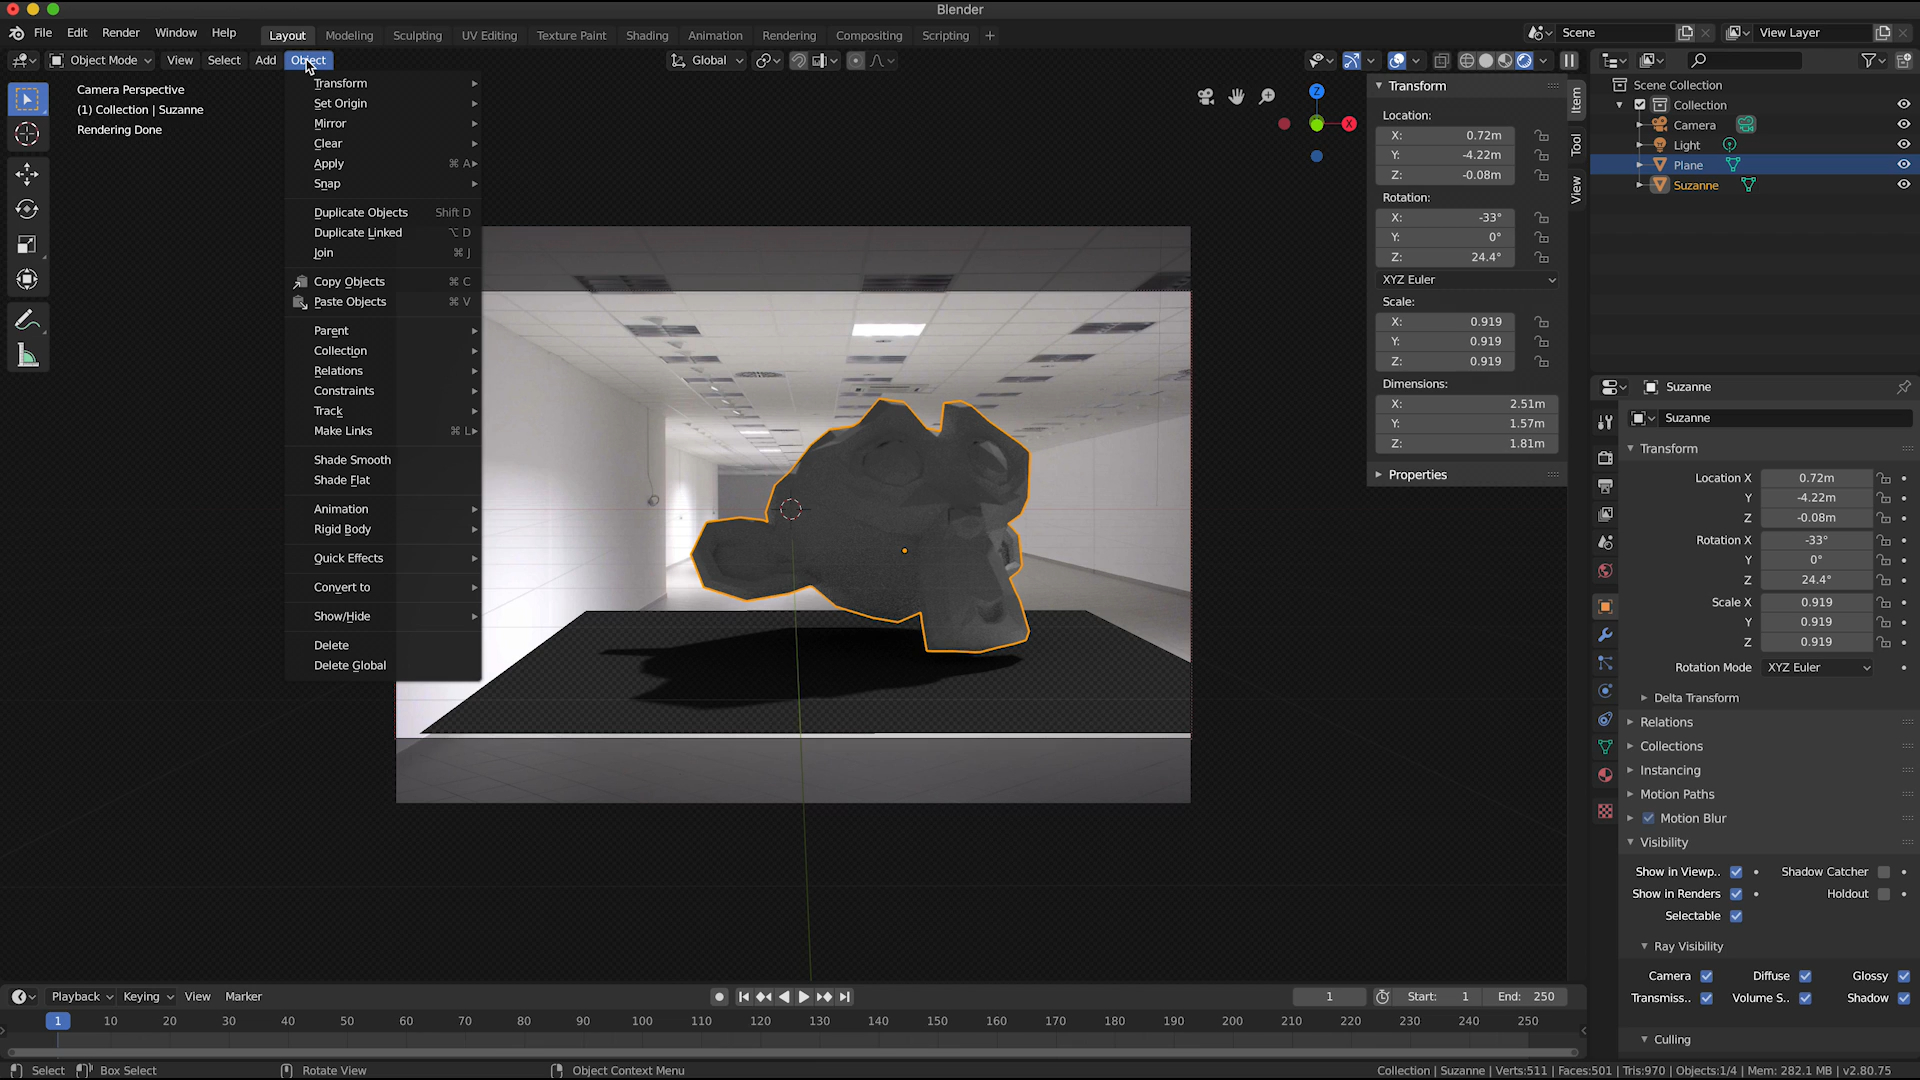 Blender
File Edit Render Window Help Layout Modeling Sculpting UV Editing Texture Paint Shading Animation Rendering Compositing Scripting + Scene View Layer
Object Mode View Select Add Object Global
Camera Perspective
(1) Collection | Suzanne
Rendering Done
Transform
Set Origin
Mirror
Clear
Apply ⌘ A
Snap
Duplicate Objects Shift D
Duplicate Linked ⌥ D
Join ⌘ J
Copy Objects ⌘ C
Paste Objects ⌘ V
Parent
Collection
Relations
Constraints
Track
Make Links ⌘ L
Shade Smooth
Shade Flat
Animation
Rigid Body
Quick Effects
Convert to
Show/Hide
Delete
Delete Global
Z
X
Transform
Location:
X: 0.72m
Y: -4.22m
Z: -0.08m
Rotation:
X: -33°
Y: 0°
Z: 24.4°
XYZ Euler
Scale:
X: 0.919
Y: 0.919
Z: 0.919
Dimensions:
X: 2.51m
Y: 1.57m
Z: 1.81m
Properties
Item
Tool
View
Scene Collection
Collection
Camera
Light
Plane
Suzanne
Suzanne
Suzanne
Transform
Location X 0.72m
Y -4.22m
Z -0.08m
Rotation X -33°
Y 0°
Z 24.4°
Scale X 0.919
Y 0.919
Z 0.919
Rotation Mode XYZ Euler
Delta Transform
Relations
Collections
Instancing
Motion Paths
Motion Blur
Visibility
Show in Viewp.. Shadow Catcher
Show in Renders Holdout
Selectable
Ray Visibility
Camera Diffuse Glossy
Transmiss.. Volume S.. Shadow
Culling
Playback Keying View Marker 1 Start: 1 End: 250
1 10 20 30 40 50 60 70 80 90 100 110 120 130 140 150 160 170 180 190 200 210 220 230 240 250
Select Box Select Rotate View Object Context Menu Collection | Suzanne | Verts:511 | Faces:501 | Tris:970 | Objects:1/4 | Mem: 282.1 MB | v2.80.75